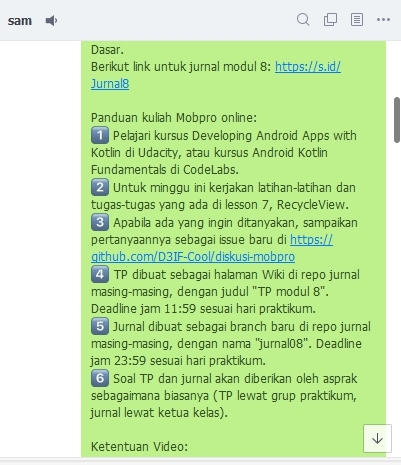 sam
Dasar.
Berikut link untuk jurnal modul 8: https://s.id/
Jurnal8
Panduan kuliah Mobpro online:
1️⃣ Pelajari kursus Developing Android Apps with
Kotlin di Udacity, atau kursus Android Kotlin
Fundamentals di CodeLabs.
2️⃣ Untuk minggu ini kerjakan latihan-latihan dan
tugas-tugas yang ada di lesson 7, RecycleView.
3️⃣ Apabila ada yang ingin ditanyakan, sampaikan
pertanyaannya sebagai issue baru di https://
github.com/D3IF-Cool/diskusi-mobpro
4️⃣ TP dibuat sebagai halaman Wiki di repo jurnal
masing-masing, dengan judul "TP modul 8".
Deadline jam 11:59 sesuai hari praktikum.
5️⃣ Jurnal dibuat sebagai branch baru di repo jurnal
masing-masing, dengan nama "jurnal08". Deadline
jam 23:59 sesuai hari praktikum.
6️⃣ Soal TP dan jurnal akan diberikan oleh asprak
sebagaimana biasanya (TP lewat grup praktikum,
jurnal lewat ketua kelas).
Ketentuan Video: